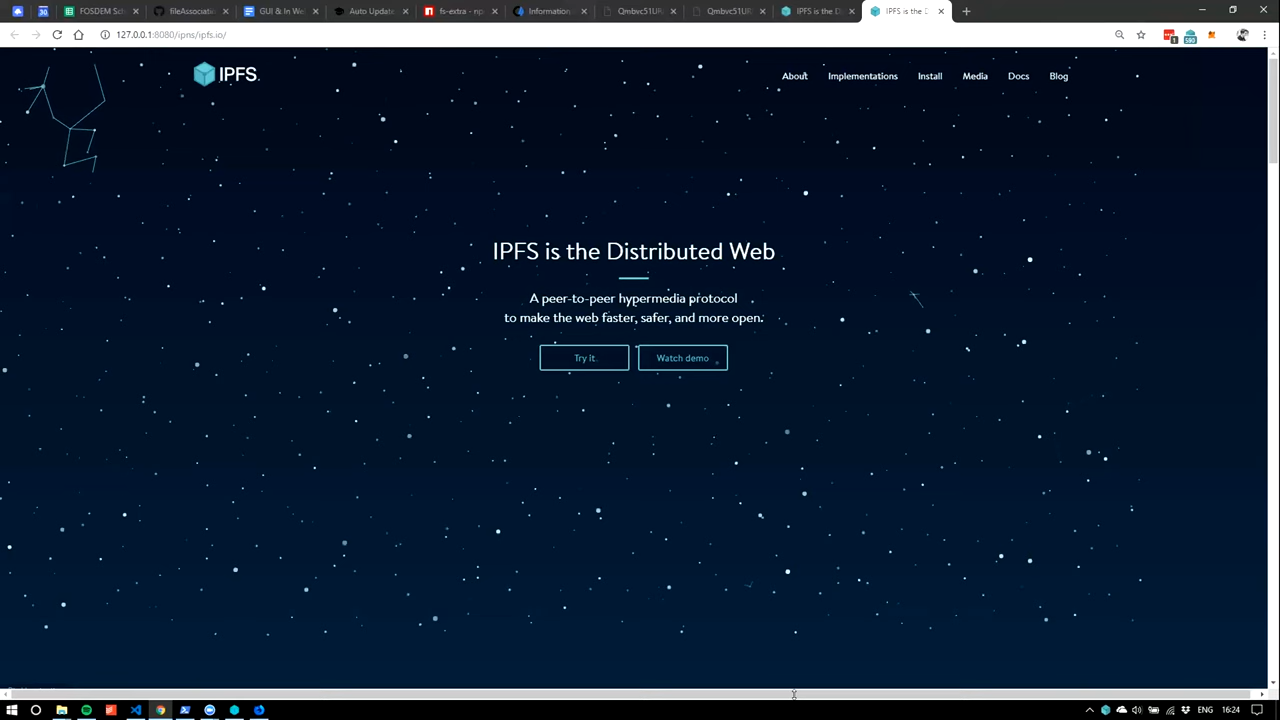 FOSDEM Sch
fileAssociatio
GUI & In We
Auto Update
fs-extra - np
Information
Qmbvc51UR
Qmbvc51URI
IPFS is the D
IPFS is the D
127.0.0.1:8080/ipns/ipfs.io/
IPFS
About
Implementations
Install
Media
Docs
Blog
IPFS is the Distributed Web
A peer-to-peer hypermedia protocol
to make the web faster, safer, and more open.
Try it
Watch demo
ENG
16:24